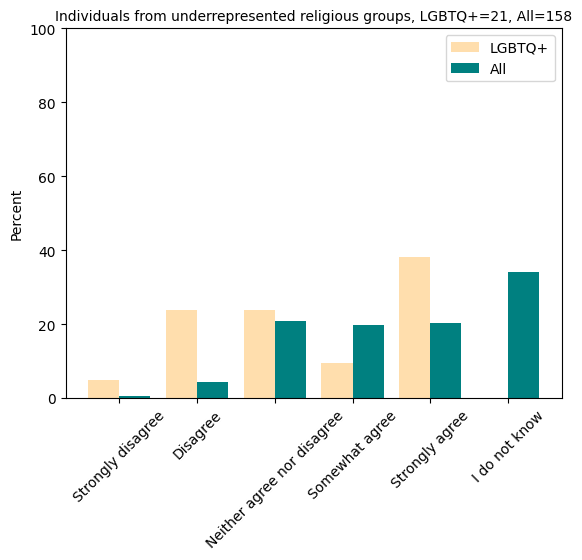 Individuals from underrepresented religious groups, LGBTQ+=21, All=158
LGBTQ+
All
Percent
100
80
60
40
20
0
Strongly disagree
Disagree
Neither agree nor disagree
Somewhat agree
Strongly agree
I do not know